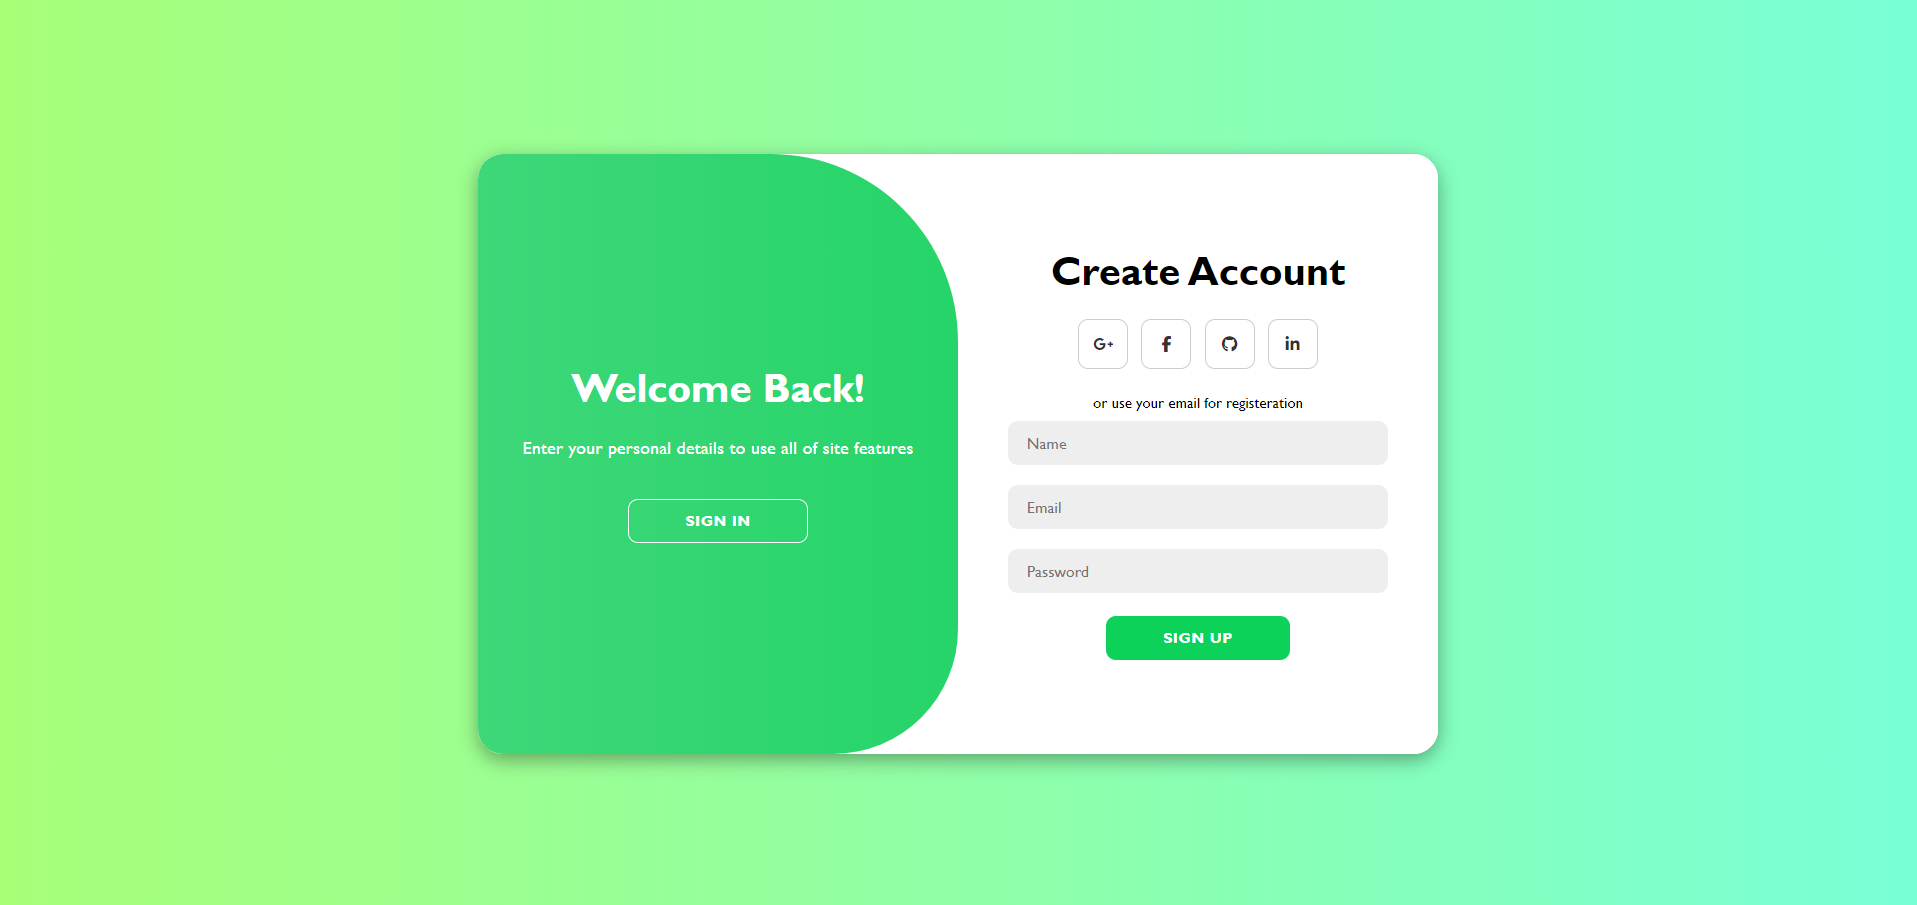 Welcome Back!
Enter your personal details to use all of site features
SIGN IN
Create Account
G+
f
in
or use your email for registeration
Name
Email
Password
SIGN UP